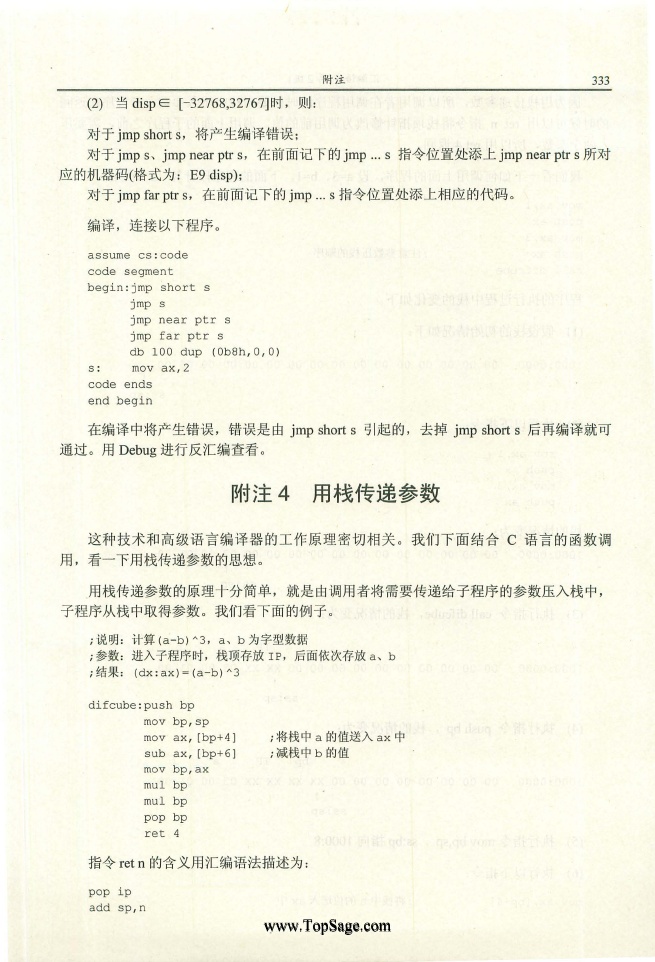 附注
333
(2) 当 disp∈ [-32768,32767]时，则：
对于 jmp short s，将产生编译错误；
对于 jmp s、jmp near ptr s，在前面记下的 jmp ... s 指令位置处添上 jmp near ptr s 所对
应的机器码(格式为：E9 disp)；
对于 jmp far ptr s，在前面记下的 jmp ... s 指令位置处添上相应的代码。
编译，连接以下程序。
assume cs:code
code segment
begin:jmp short s
jmp s
jmp near ptr s
jmp far ptr s
db 100 dup (0b8h,0,0)
s: mov ax,2
code ends
end begin
在编译中将产生错误，错误是由 jmp short s 引起的，去掉 jmp short s 后再编译就可
通过。用 Debug 进行反汇编查看。
附注 4 用栈传递参数
这种技术和高级语言编译器的工作原理密切相关。我们下面结合 C 语言的函数调
用，看一下用栈传递参数的思想。
用栈传递参数的原理十分简单，就是由调用者将需要传递给子程序的参数压入栈中，
子程序从栈中取得参数。我们看下面的例子。
;说明：计算(a-b)^3，a、b 为字型数据
;参数：进入子程序时，栈顶存放 IP，后面依次存放 a、b
;结果：(dx:ax)=(a-b)^3
difcube:push bp
mov bp,sp
mov ax,[bp+4] ;将栈中 a 的值送入 ax 中
sub ax,[bp+6] ;减栈中 b 的值
mov bp,ax
mul bp
mul bp
pop bp
ret 4
指令 ret n 的含义用汇编语法描述为：
pop ip
add sp,n
www.TopSage.com